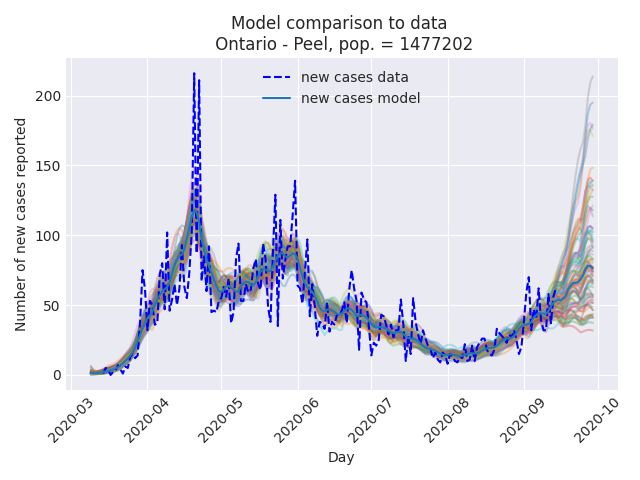 Model comparison to data
Ontario - Peel, pop. = 1477202
new cases data
new cases model
Number of new cases reported
200
150
100
50
0
2020-03
2020-04
2020-05
2020-06
2020-07
2020-08
2020-09
2020-10
Day